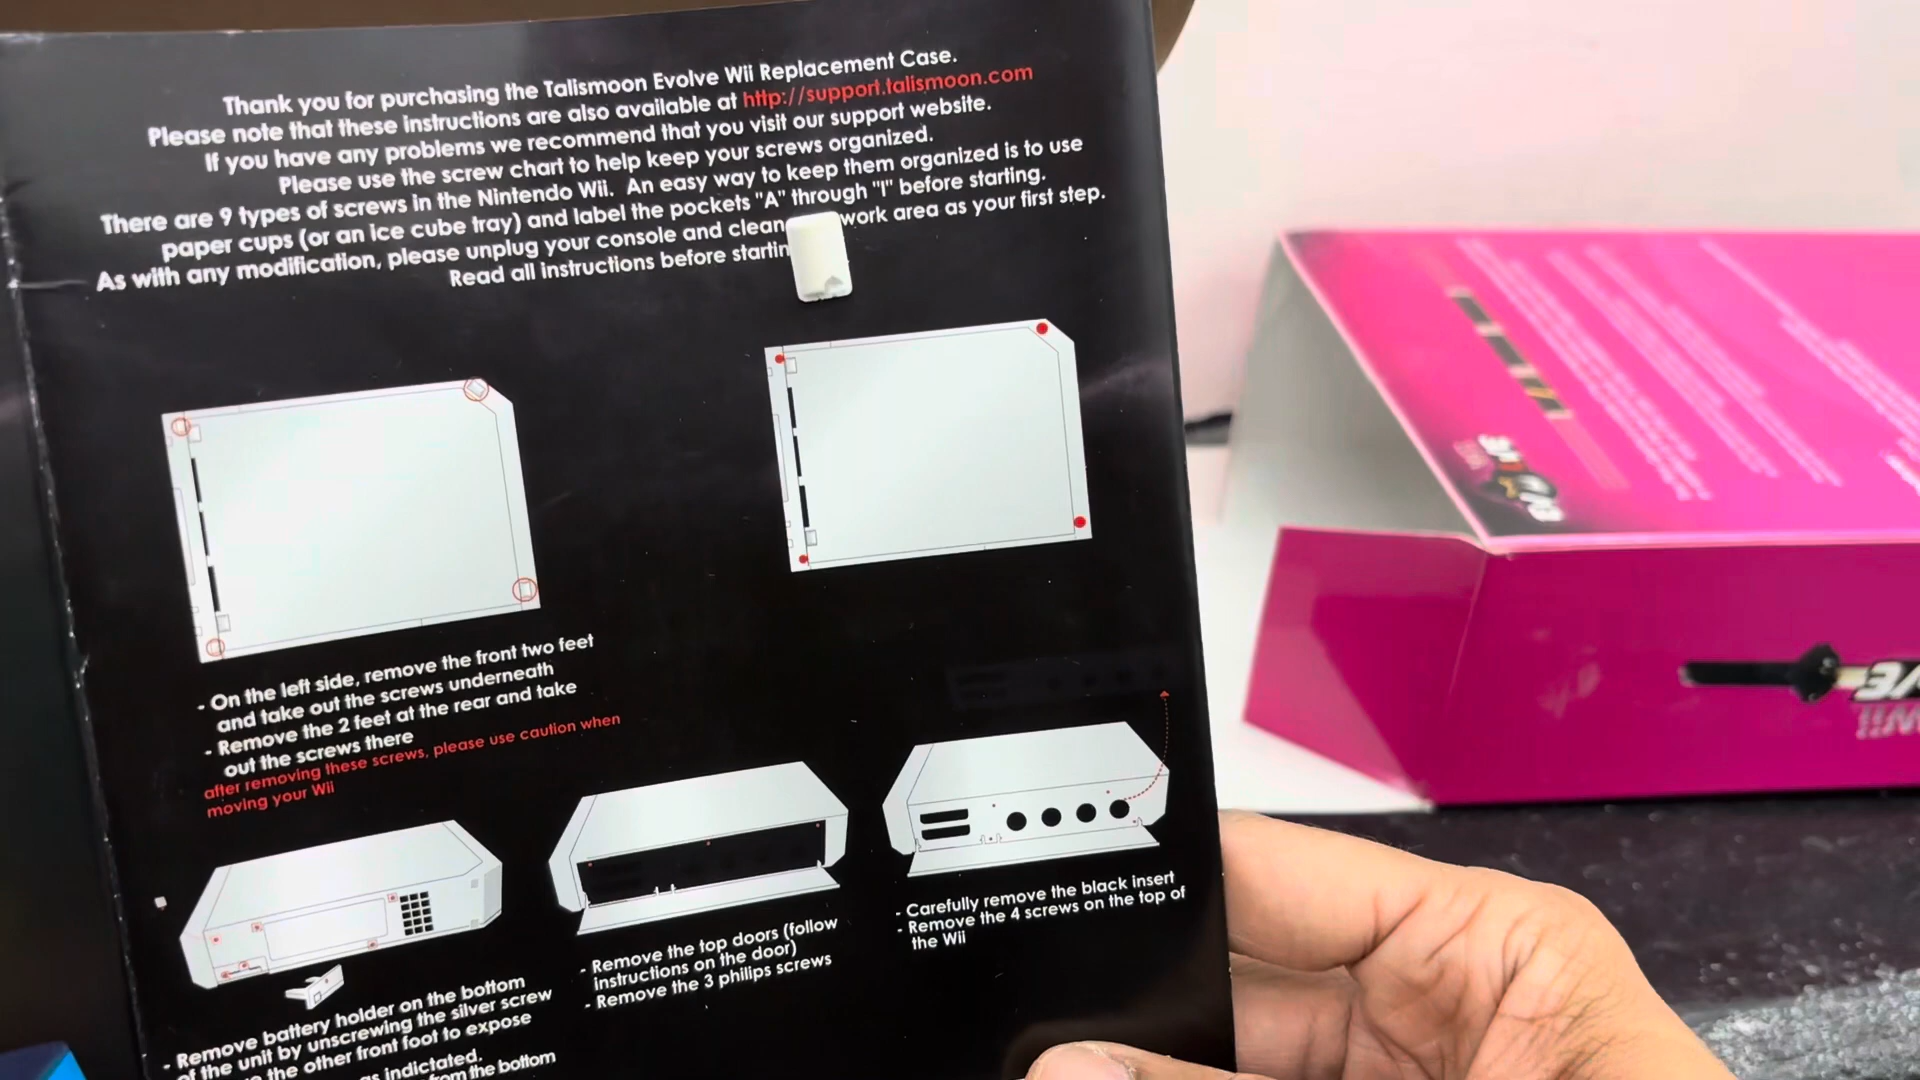 Thank you for purchasing the Talismoon Evolve Wii Replacement Case.
Please note that these instructions are also available at http://support.talismoon.com
If you have any problems we recommend that you visit our support website.
Please use the screw chart to help keep your screws organized.
There are 9 types of screws in the Nintendo Wii. An easy way to keep them organized is to use
paper cups (or an ice cube tray) and label the pockets "A" through "I" before starting.
As with any modification, please unplug your console and clean work area as your first step.
Read all instructions before startin
- On the left side, remove the front two feet
and take out the screws underneath
- Remove the 2 feet at the rear and take
out the screws there
after removing these screws, please use caution when
moving your Wii
- Remove battery holder on the bottom
of the unit by unscrewing the silver screw
the other front foot to expose
as indictated.
from the bottom
- Remove the top doors (follow
instructions on the door)
- Remove the 3 philips screws
- Carefully remove the black insert
- Remove the 4 screws on the top of
the Wii